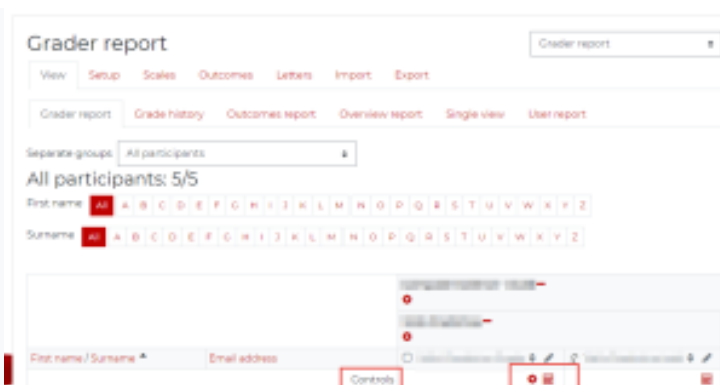 Grader report
Grader report
View Setup Scales Outcomes Letters Import Export
Grader report Grade history Outcomes report Overview report Single view User report
Separate groups All participants
All participants: 5/5
First name All A B C D E F G H I J K L M N O P Q R S T U V W X Y Z
Surname All A B C D E F G H I J K L M N O P Q R S T U V W X Y Z
First name / Surname Email address
Controls